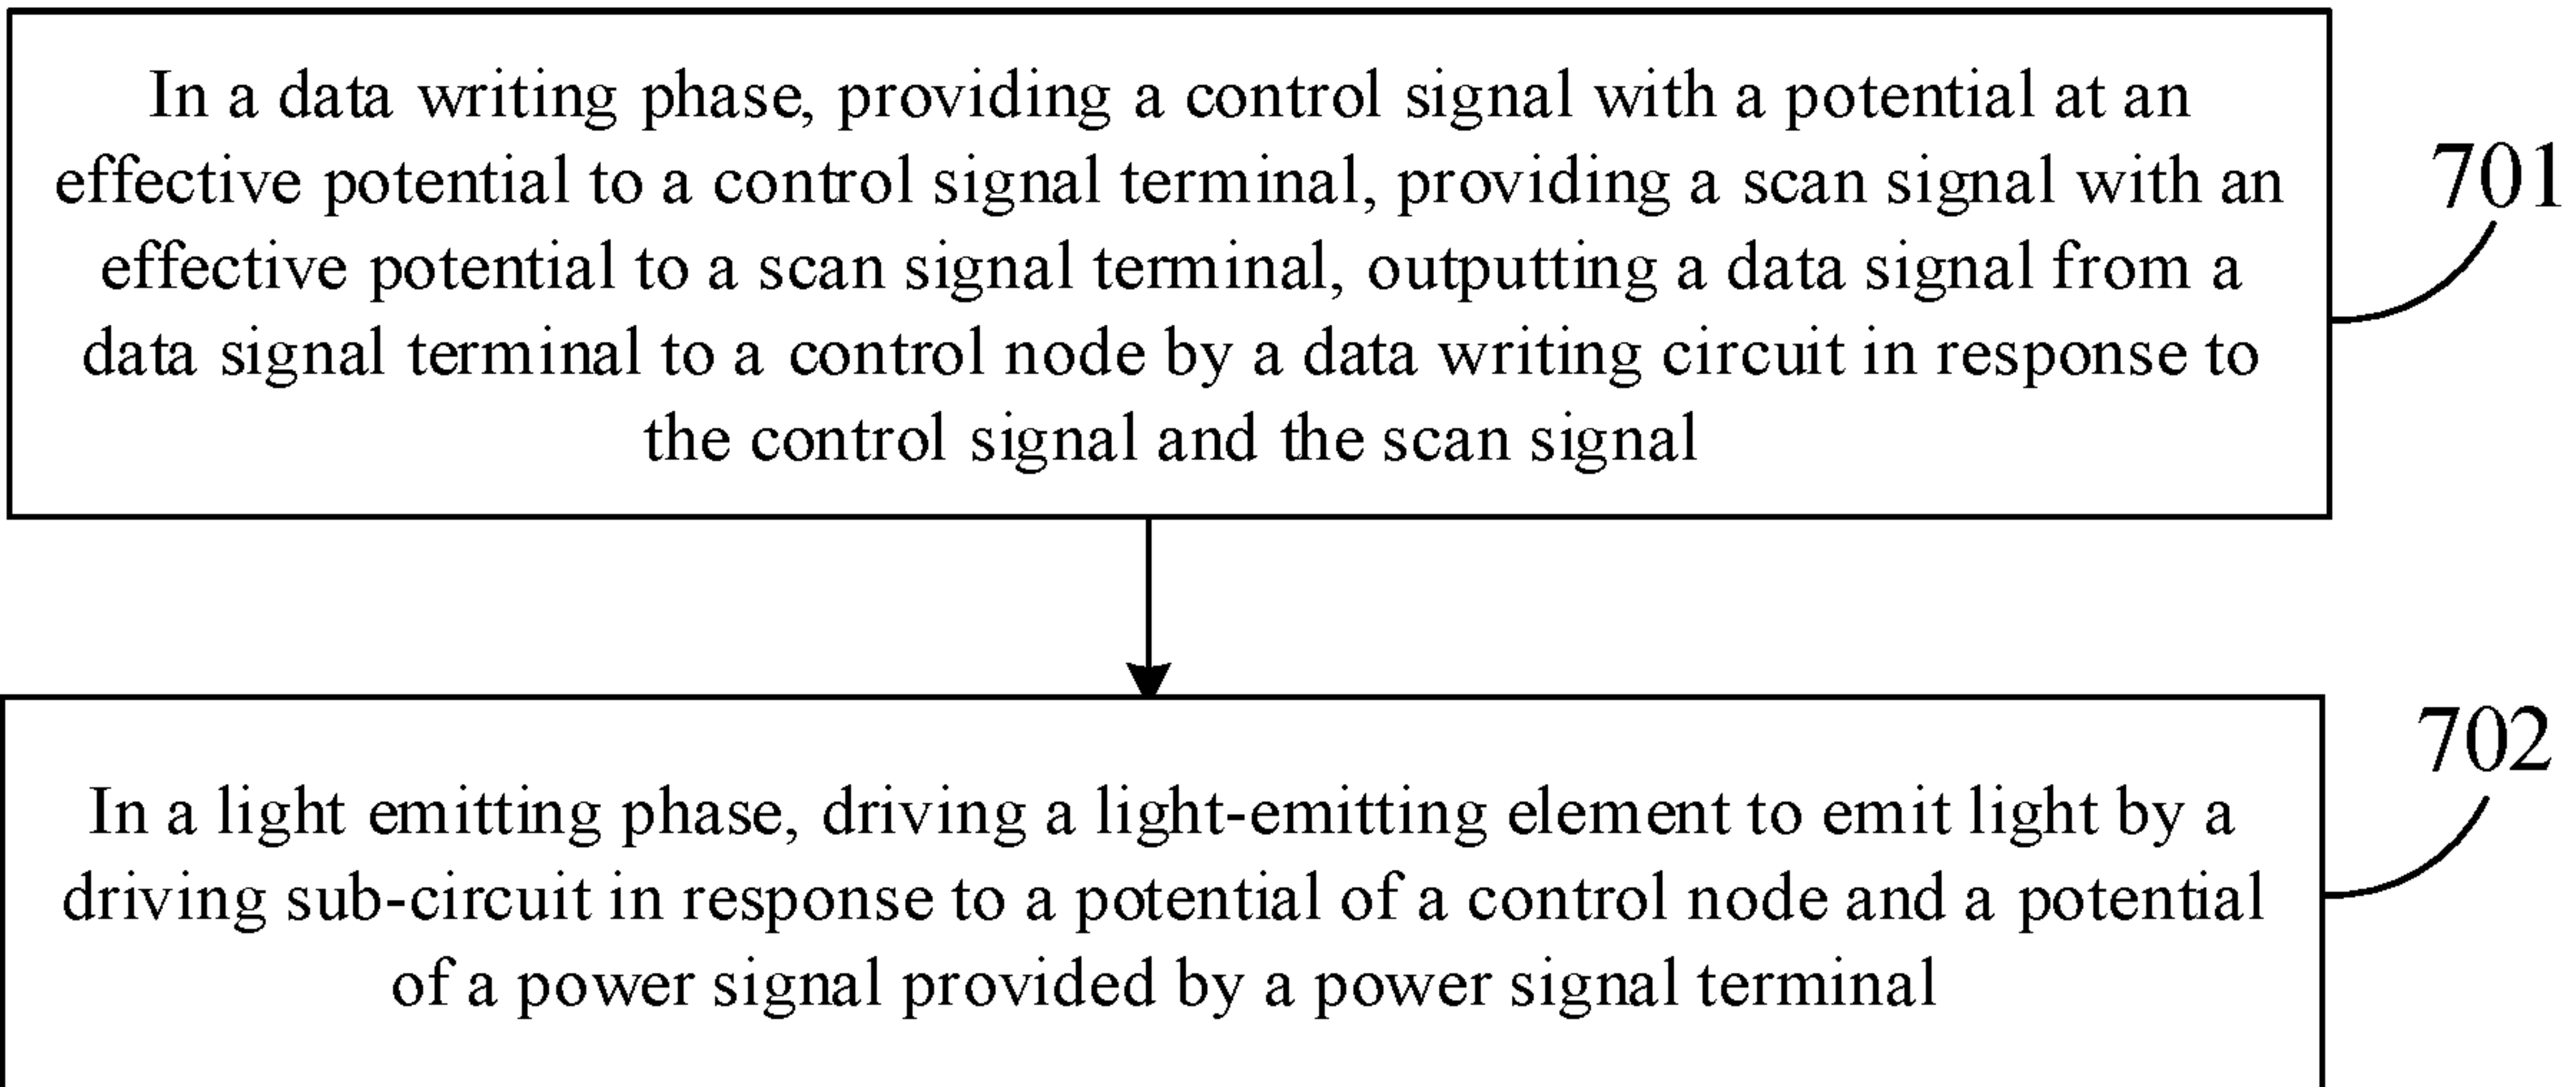 In a data writing phase, providing a control signal with a potential at an
effective potential to a control signal terminal, providing a scan signal with an
effective potential to a scan signal terminal, outputting a data signal from a
data signal terminal to a control node by a data writing circuit in response to
the control signal and the scan signal
701
In a light emitting phase, driving a light-emitting element to emit light by a
driving sub-circuit in response to a potential of a control node and a potential
of a power signal provided by a power signal terminal
702